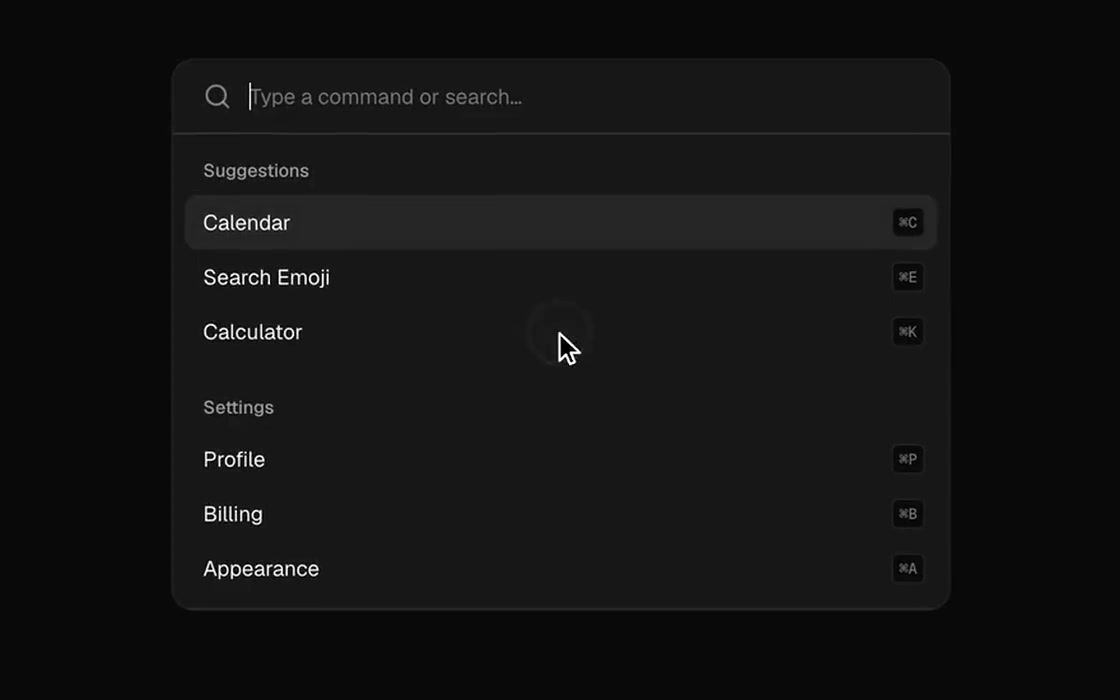 Type a command or search...
Suggestions
Calendar ⌘C
Search Emoji ⌘E
Calculator ⌘K
Settings
Profile ⌘P
Billing ⌘B
Appearance ⌘A